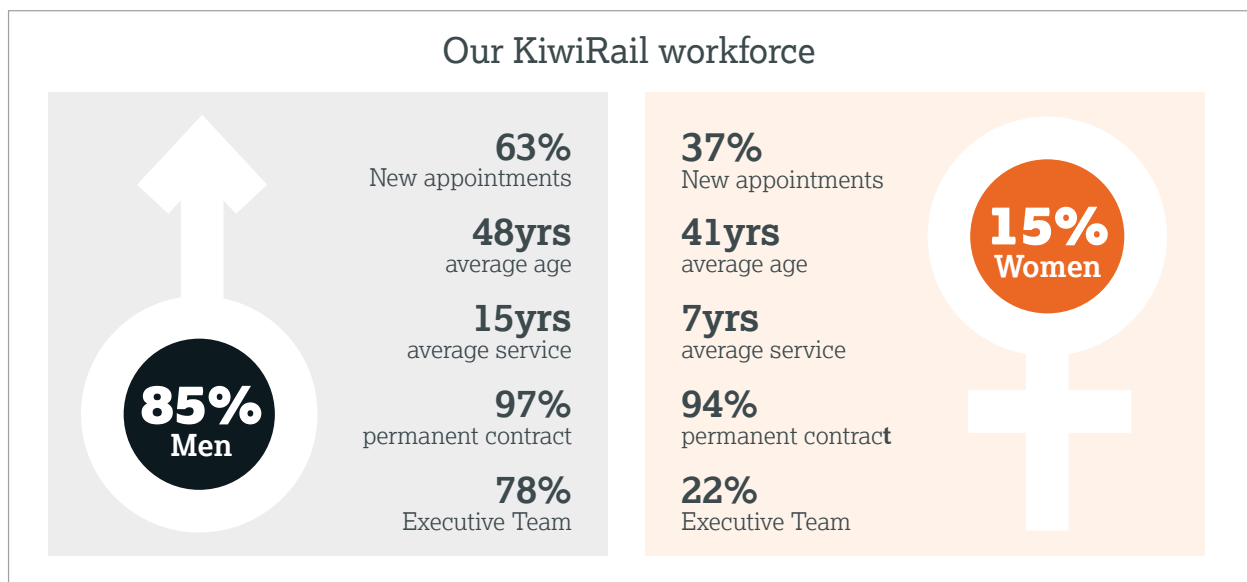 Our KiwiRail workforce
63%
New appointments
48yrs
average age
15yrs
average service
97%
permanent contract
78%
Executive Team
85%
Men
37%
New appointments
41yrs
average age
7yrs
average service
94%
permanent contract
22%
Executive Team
15%
Women